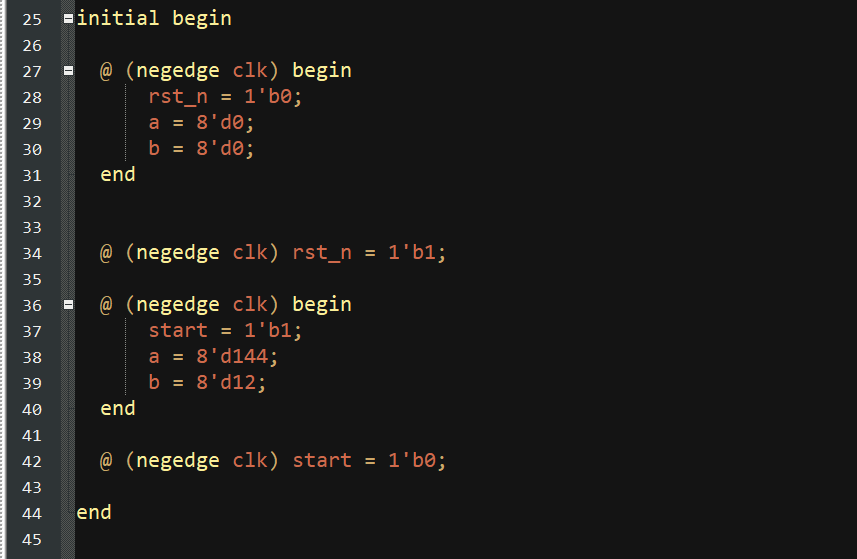 25 initial begin
26
27 @ (negedge clk) begin
28 rst_n = 1'b0;
29 a = 8'd0;
30 b = 8'd0;
31 end
32
33
34 @ (negedge clk) rst_n = 1'b1;
35
36 @ (negedge clk) begin
37 start = 1'b1;
38 a = 8'd144;
39 b = 8'd12;
40 end
41
42 @ (negedge clk) start = 1'b0;
43
44 end
45